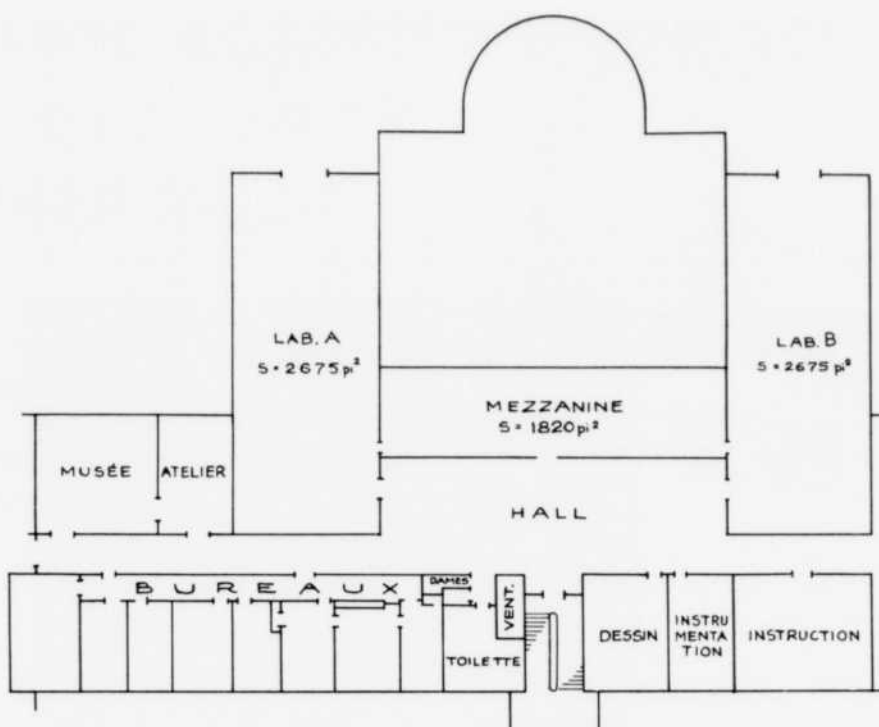 LAB. A
S = 2675 pi²
LAB. B
S = 2675 pi²
MEZZANINE
S = 1820 pi²
MUSÉE
ATELIER
HALL
BUREAUX
DAMES
VENT.
TOILETTE
DESSIN
INSTRU
MENTA
TION
INSTRUCTION